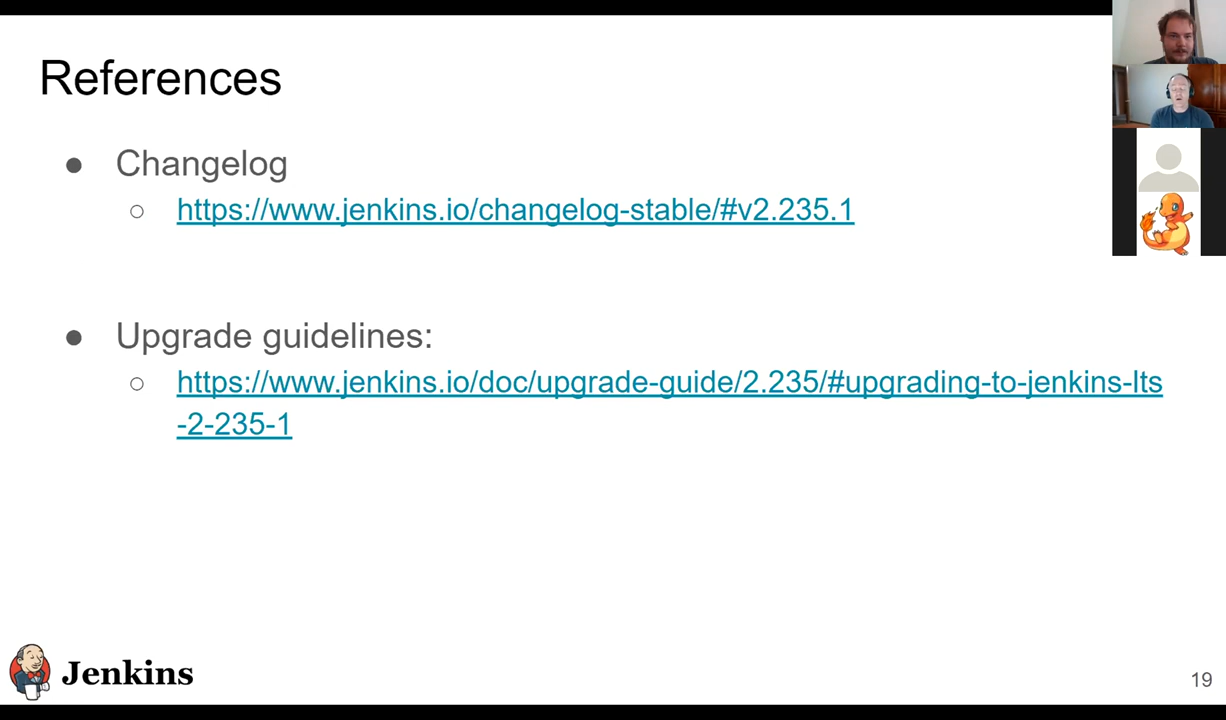 References
● Changelog
○ https://www.jenkins.io/changelog-stable/#v2.235.1
● Upgrade guidelines:
○ https://www.jenkins.io/doc/upgrade-guide/2.235/#upgrading-to-jenkins-lts
-2-235-1
Jenkins
19